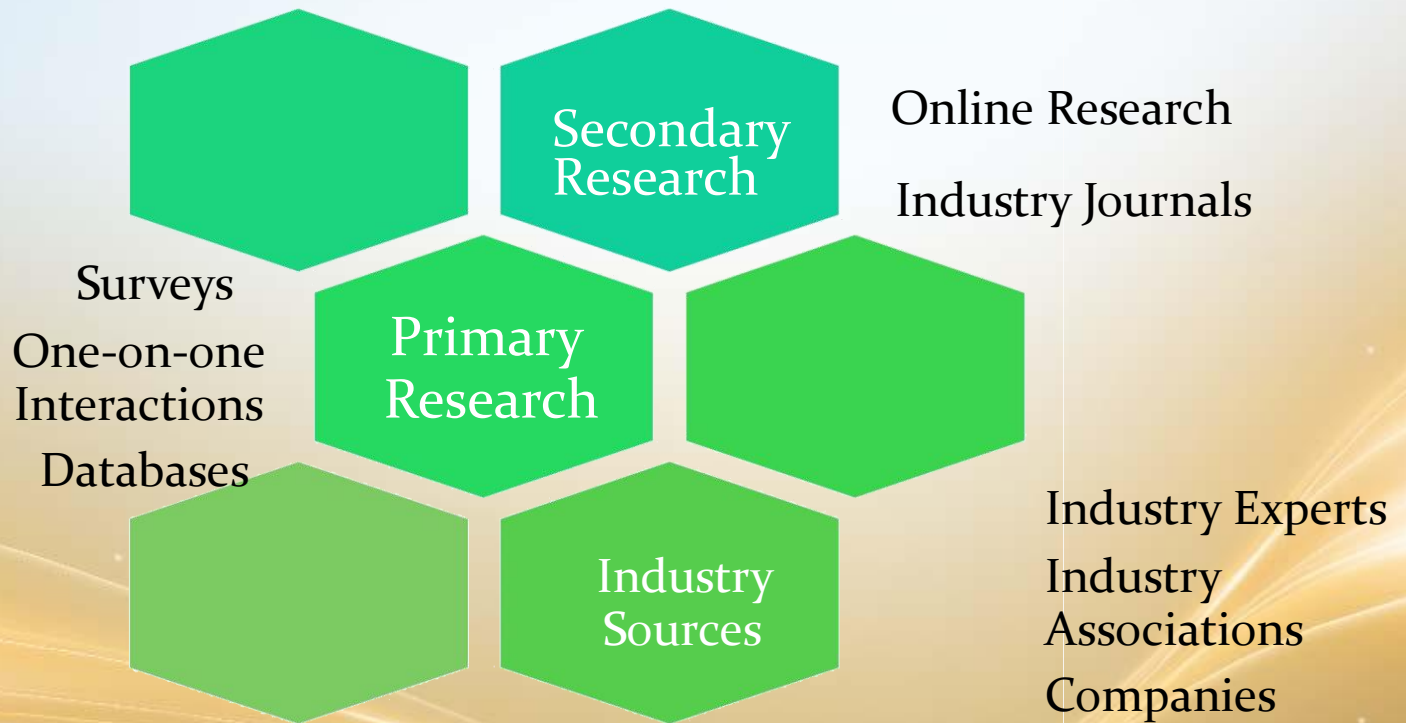 Secondary
Research
Online Research
Industry Journals
Surveys
One-on-one
Interactions
Databases
Primary
Research
Industry
Sources
Industry Experts
Industry
Associations
Companies